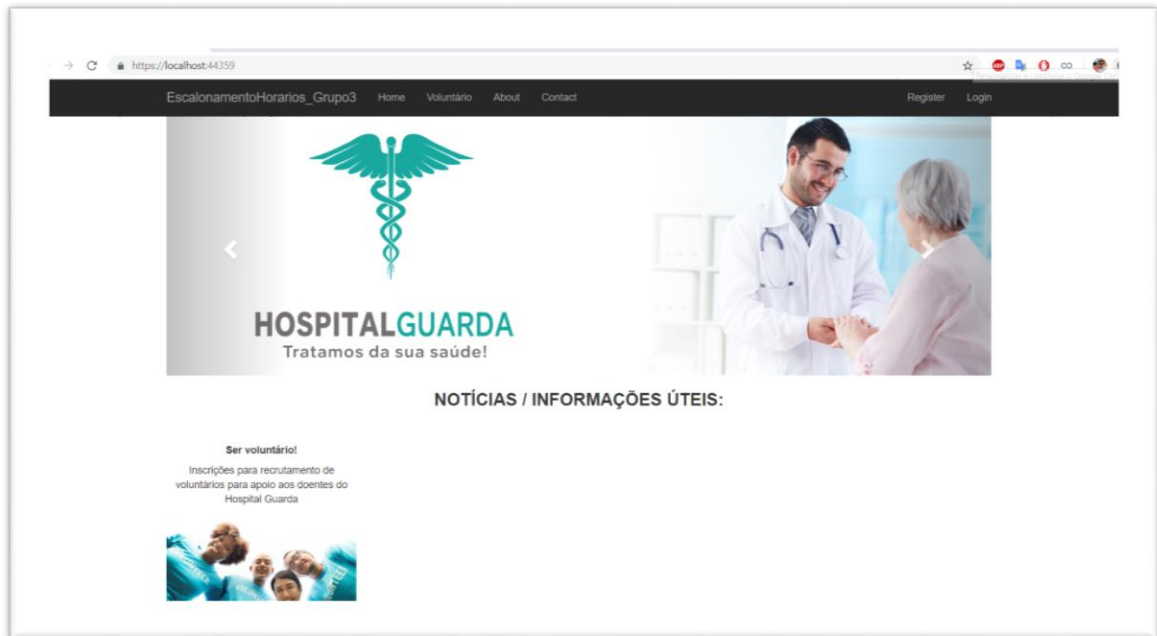 https://localhost:44359
EscalonamentoHorarios_Grupo3 Home Voluntário About Contact Register Login
HOSPITALGUARDA
Tratamos da sua saúde!
NOTÍCIAS / INFORMAÇÕES ÚTEIS:
Ser voluntário!
Inscrições para recrutamento de
voluntários para apoio aos doentes do
Hospital Guarda